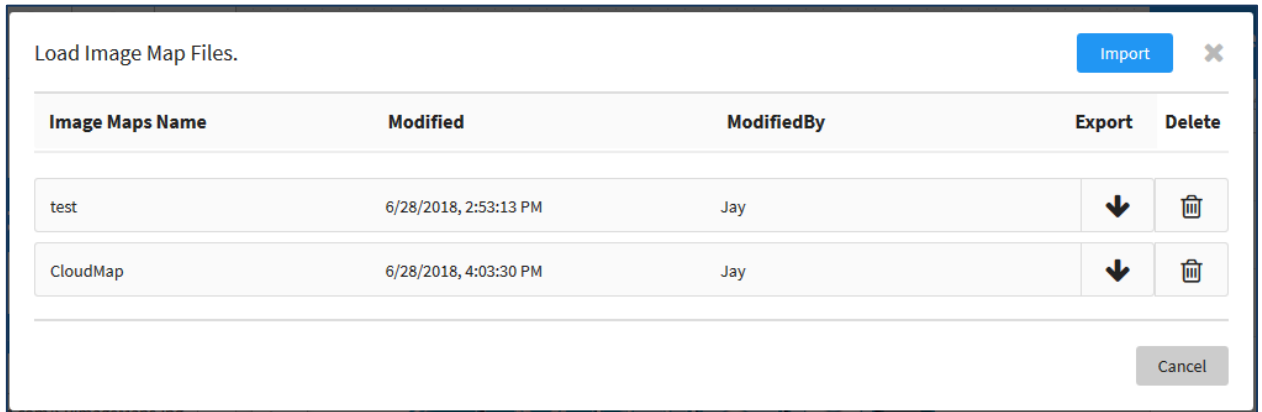 Load Image Map Files. Import
Image Maps Name Modified ModifiedBy Export Delete
test 6/28/2018, 2:53:13 PM Jay
CloudMap 6/28/2018, 4:03:30 PM Jay
Cancel